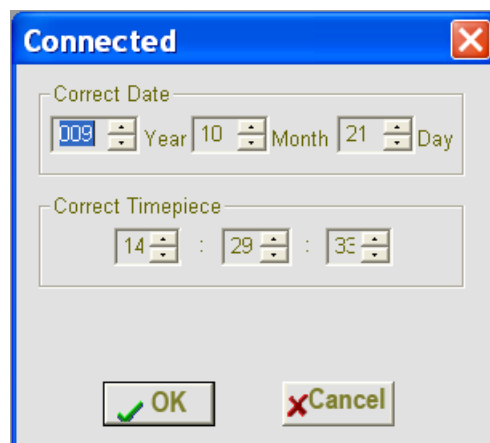 Connected
Correct Date
009 Year 10 Month 21 Day
Correct Timepiece
14 : 29 : 33
OK Cancel